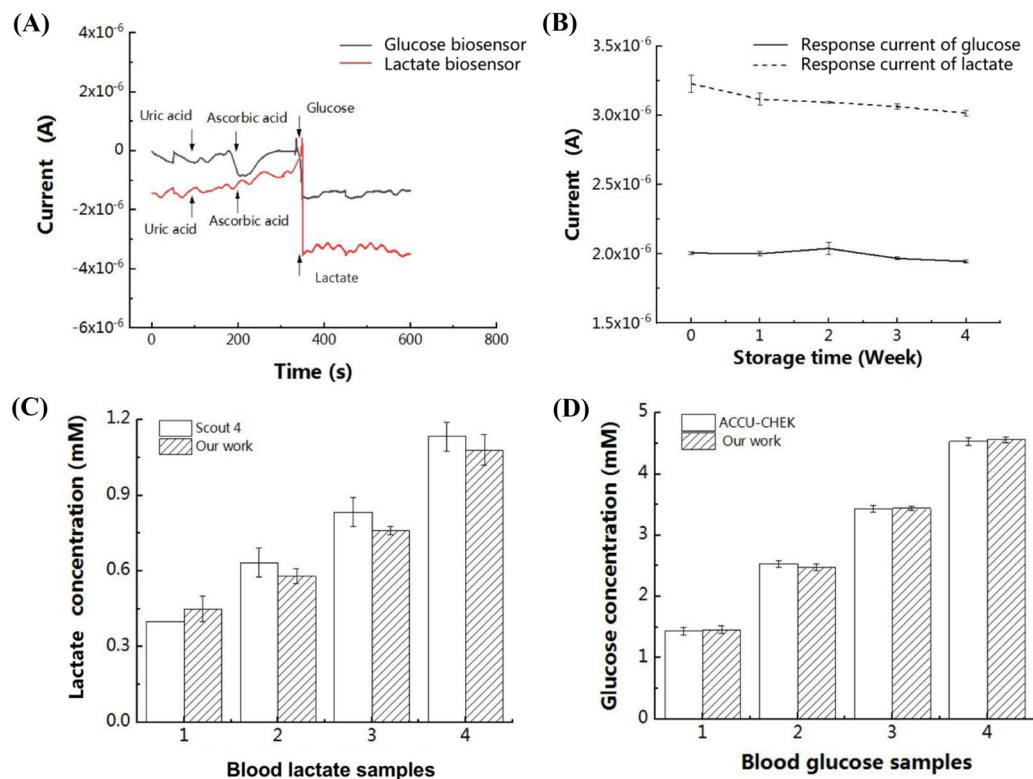 (A)
4x10⁻⁶
2x10⁻⁶
0
-2x10⁻⁶
-4x10⁻⁶
-6x10⁻⁶
Current (A)
Glucose biosensor
Lactate biosensor
Uric acid
Ascorbic acid
Glucose
Uric acid
Ascorbic acid
Lactate
0 200 400 600 800
Time (s)
(B)
3.5x10⁻⁶
3.0x10⁻⁶
2.5x10⁻⁶
2.0x10⁻⁶
1.5x10⁻⁶
Current (A)
Response current of glucose
Response current of lactate
0 1 2 3 4
Storage time (Week)
(C)
1.2
0.9
0.6
0.3
0.0
Lactate concentration (mM)
Scout 4
Our work
1 2 3 4
Blood lactate samples
(D)
5
4
3
2
1
0
Glucose concentration (mM)
ACCU-CHEK
Our work
1 2 3 4
Blood glucose samples